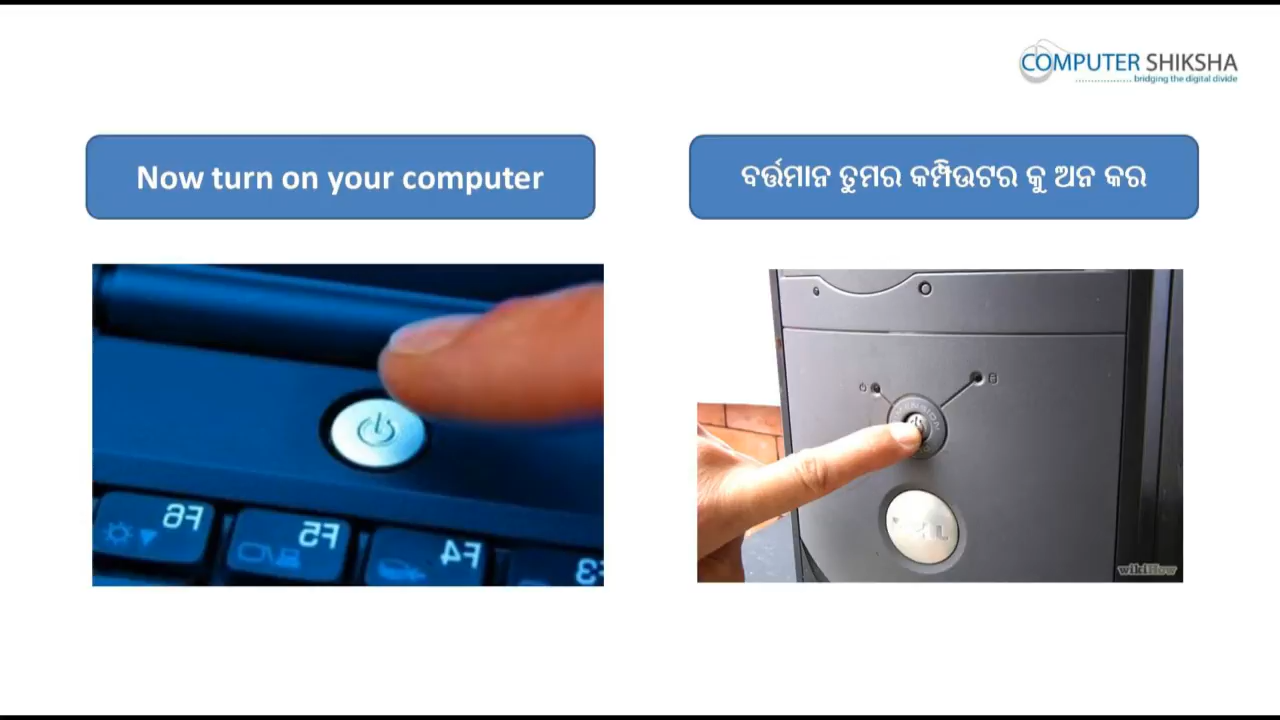 COMPUTER SHIKSHA
bridging the digital divide
Now turn on your computer
ବର୍ତ୍ତମାନ ତୁମର କମ୍ପିଉଟର କୁ ଅନ କର
F6
F5
F4
F3
wikiHow